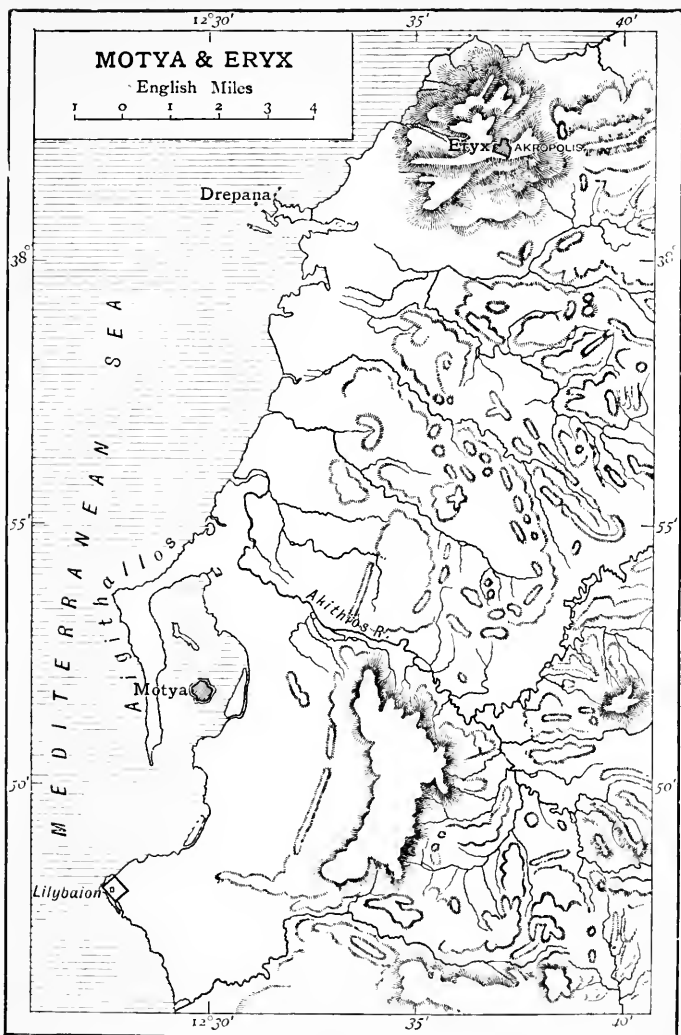 12°30' 35' 40'
MOTYA & ERYX
English Miles
1 0 1 2 3 4
Eryx AKROPOLIS
Drepana
38° 38°
MEDITERRANEAN SEA
55' 55'
Aigithallos
Akithios R.
Motya
50' 50'
Lilybaion
12°30' 35' 40'